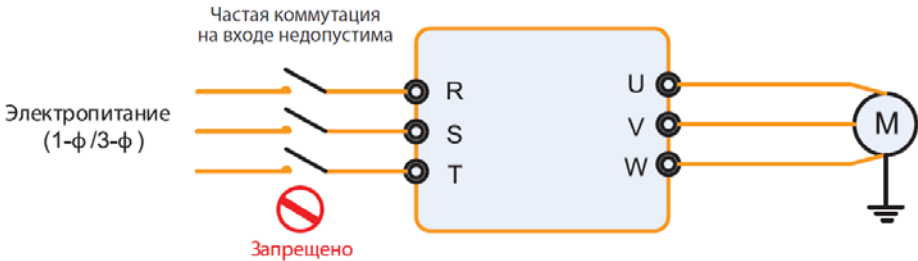 Частая коммутация
на входе недопустима
Электропитание
(1-ф /3-ф )
R
S
T
U
V
W
M
Запрещено